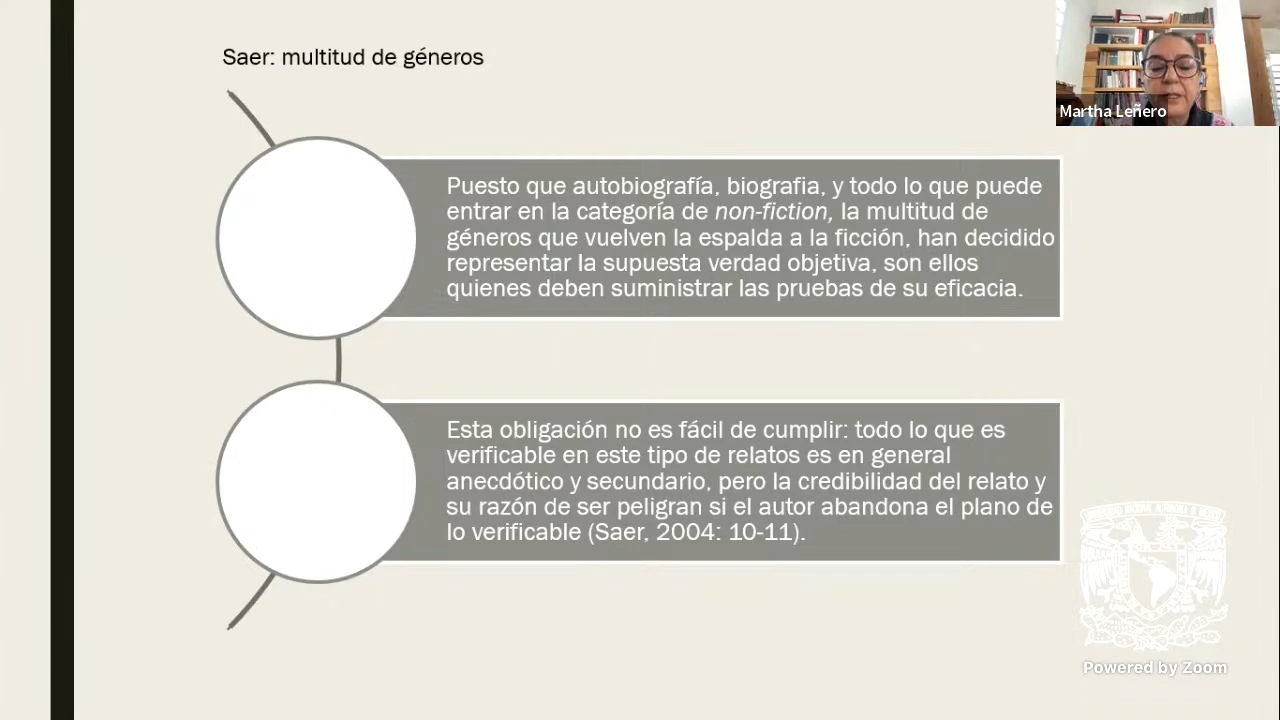 Saer: multitud de géneros
Martha Leñero
Puesto que autobiografía, biografia, y todo lo que puede
entrar en la categoría de non-fiction, la multitud de
géneros que vuelven la espalda a la ficción, han decidido
representar la supuesta verdad objetiva, son ellos
quienes deben suministrar las pruebas de su eficacia.
Esta obligación no es fácil de cumplir: todo lo que es
verificable en este tipo de relatos es en general
anecdótico y secundario, pero la credibilidad del relato y
su razón de ser peligran si el autor abandona el plano de
lo verificable (Saer, 2004: 10-11).
Powered by Zoom